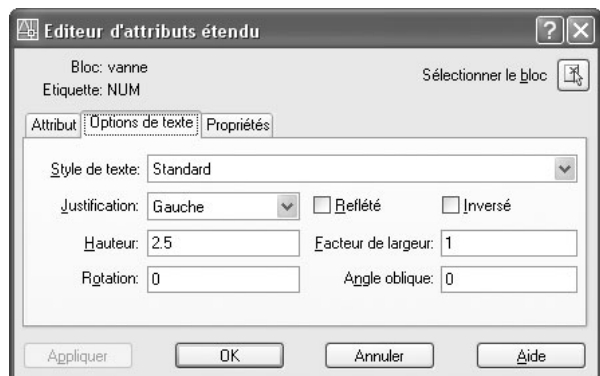 Editeur d'attributs étendu
Bloc: vanne
Sélectionner le bloc
Etiquette: NUM
Attribut Options de texte Propriétés
Style de texte: Standard
Justification: Gauche Reflété Inversé
Hauteur: 2.5 Facteur de largeur: 1
Rotation: 0 Angle oblique: 0
Appliquer OK Annuler Aide